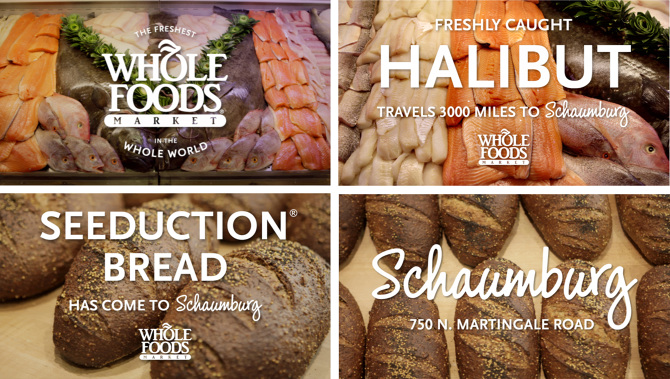 THE FRESHEST
WHOLE
FOODS
MARKET
IN THE
WHOLE WORLD
FRESHLY CAUGHT
HALIBUT
TRAVELS 3000 MILES TO Schaumburg
WHOLE
FOODS
MARKET
SEEDUCTION®
BREAD
HAS COME TO Schaumburg
WHOLE
FOODS
MARKET
Schaumburg
750 N. MARTINGALE ROAD